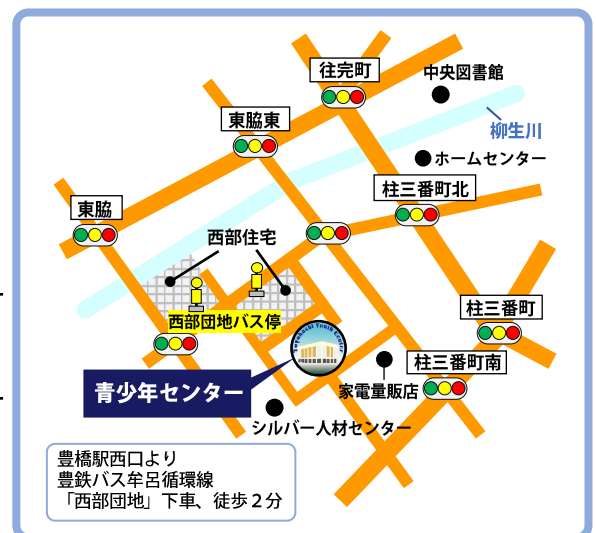 往完町
中央図書館
東脇東
柳生川
ホームセンター
柱三番町北
東脇
西部住宅
柱三番町
西部団地バス停
Toyohashi Youth Center
柱三番町南
青少年センター
家電量販店
シルバー人材センター
豊橋駅西口より
豊鉄バス牟呂循環線
「西部団地」下車、徒歩２分